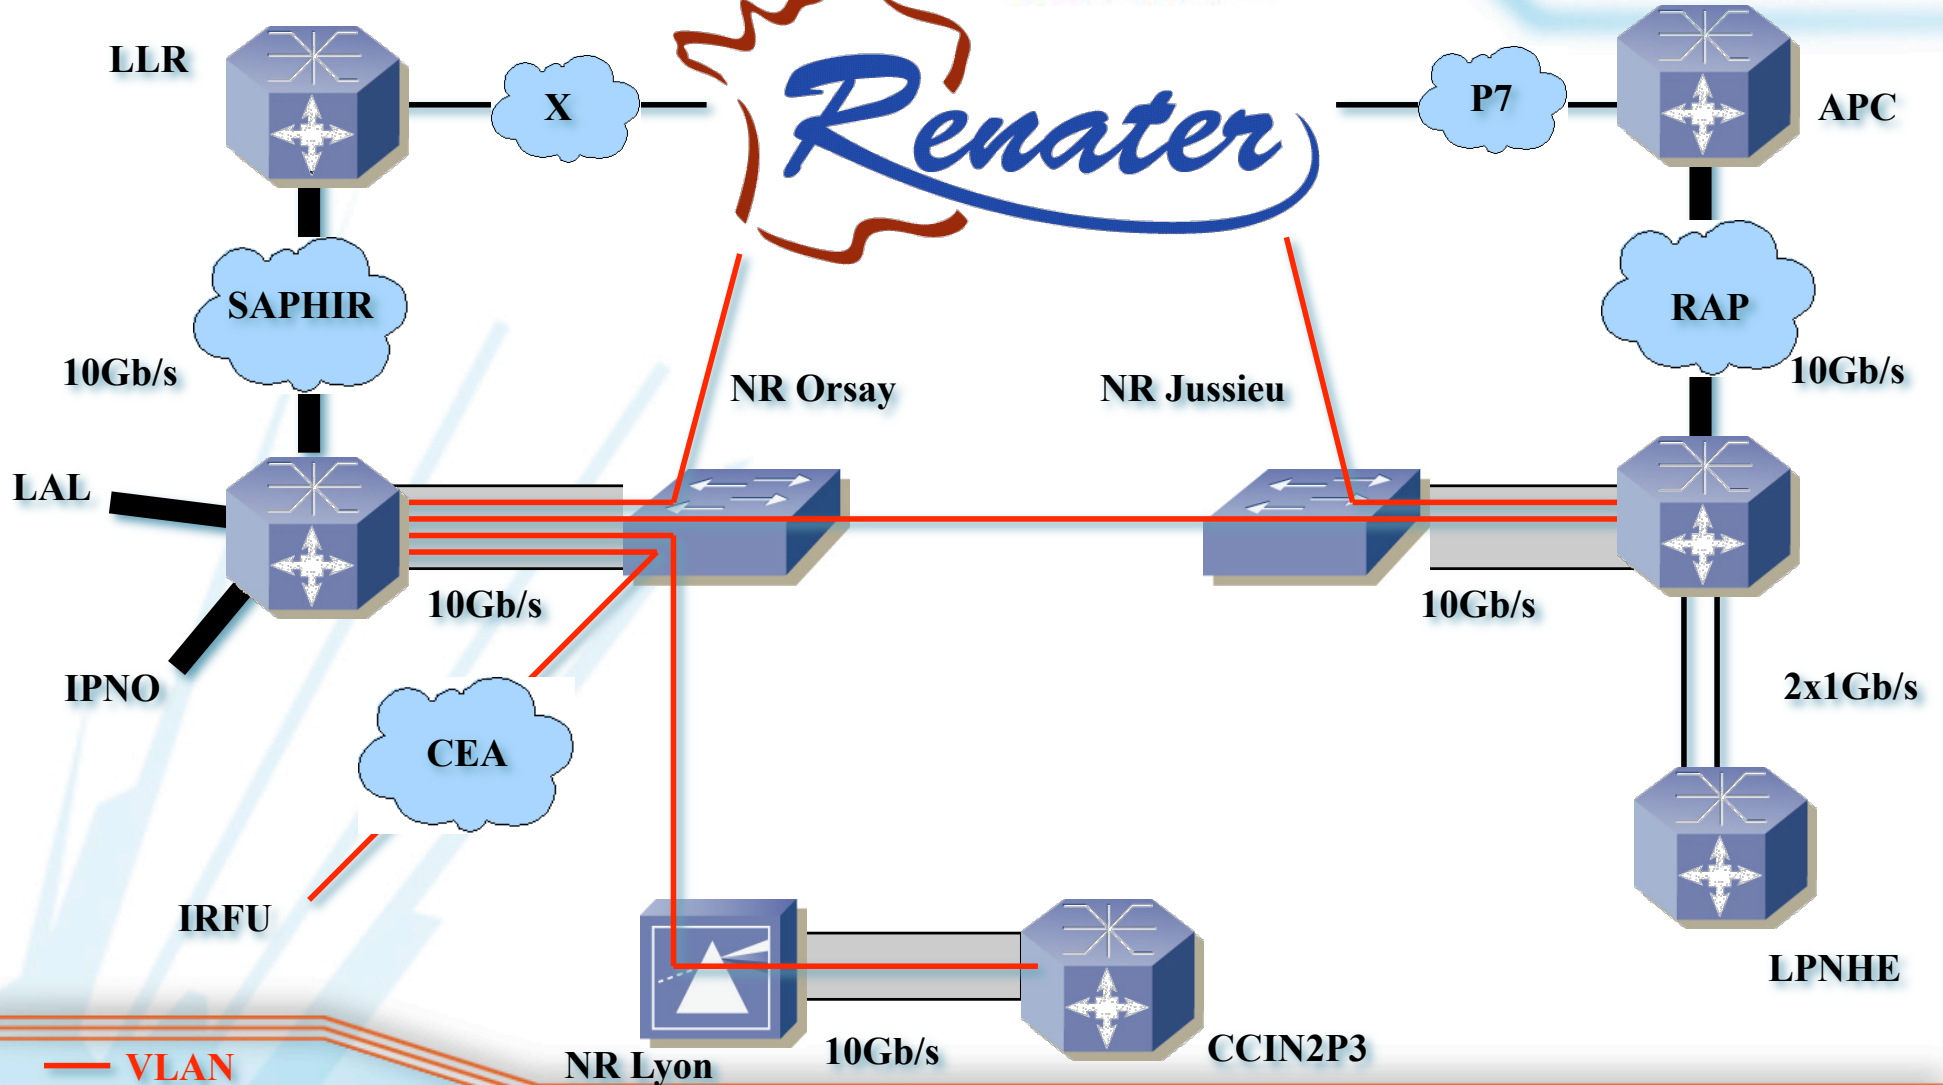 LLR
X
Renater
P7
APC
SAPHIR
RAP
10Gb/s
10Gb/s
NR Orsay
NR Jussieu
LAL
10Gb/s
10Gb/s
IPNO
2x1Gb/s
CEA
IRFU
LPNHE
NR Lyon
10Gb/s
CCIN2P3
VLAN